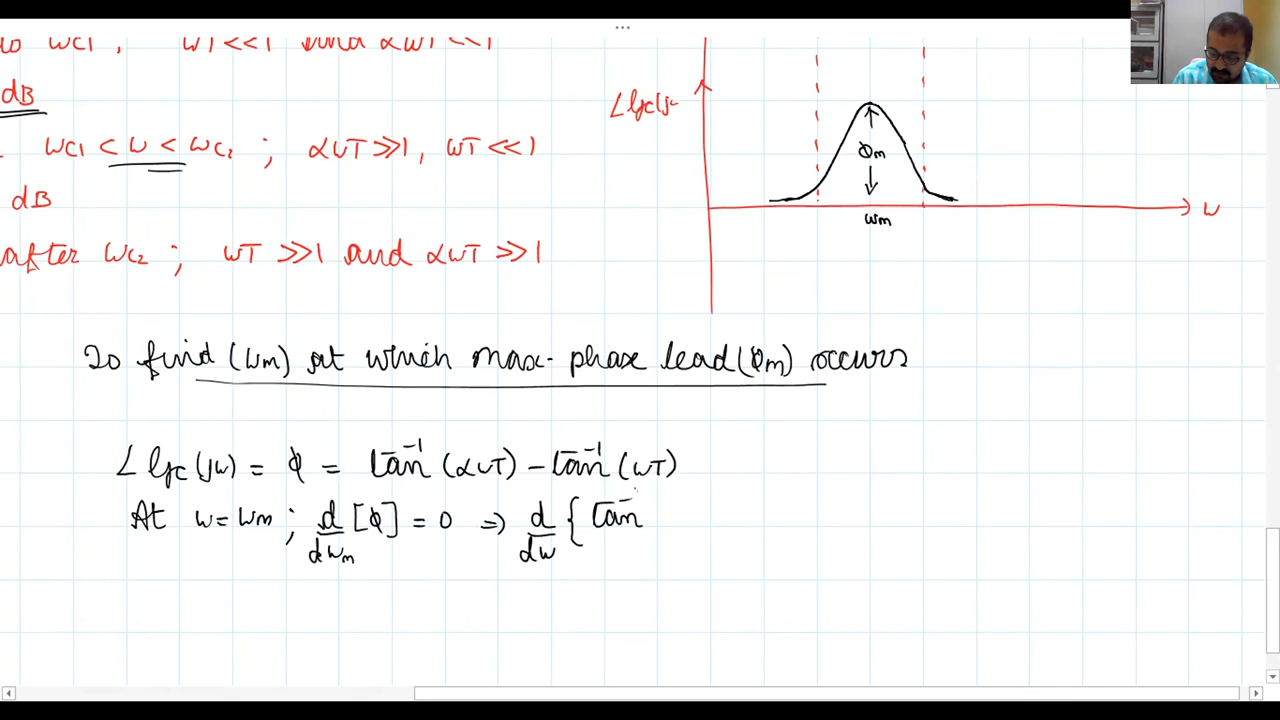 to ωc1, ωT<<1 and αωT<<1
dB
ωc1 < ω < ωc2 ; αωT >>1, ωT <<1
dB
after ωc2 ; ωT >>1 and αωT >>1
∠Gc(jω
ϕm
ωm
ω
To find (ωm) at which max- phase lead (ϕm) occurs
∠Gc(jω) = ϕ = tan⁻¹(αωT) - tan⁻¹(ωT)
At ω = ωm ; d/dωm [ϕ] = 0 ⇒ d/dω { tan⁻